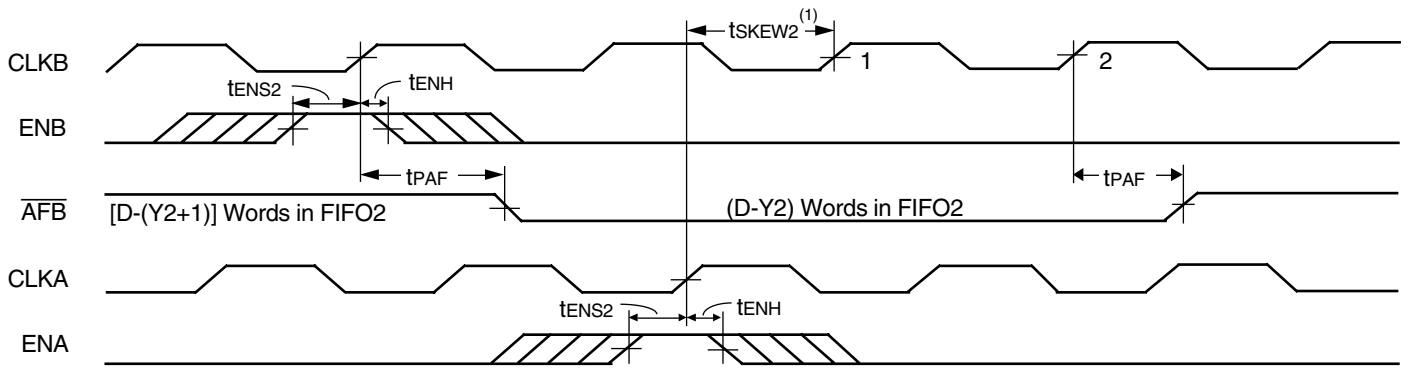 tSKEW2 (1)
CLKB
1
2
tENS2
tENH
ENB
tPAF
tPAF
AFB
[D-(Y2+1)] Words in FIFO2
(D-Y2) Words in FIFO2
CLKA
tENS2
tENH
ENA